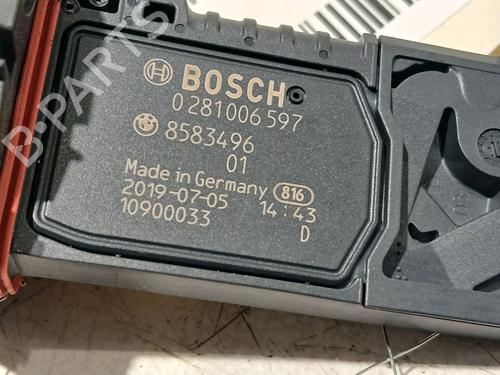 B-PARTS
BOSCH
0 281 006 597
8583496
01
Made in Germany 816
2019-07-05 14:43
10900033 D